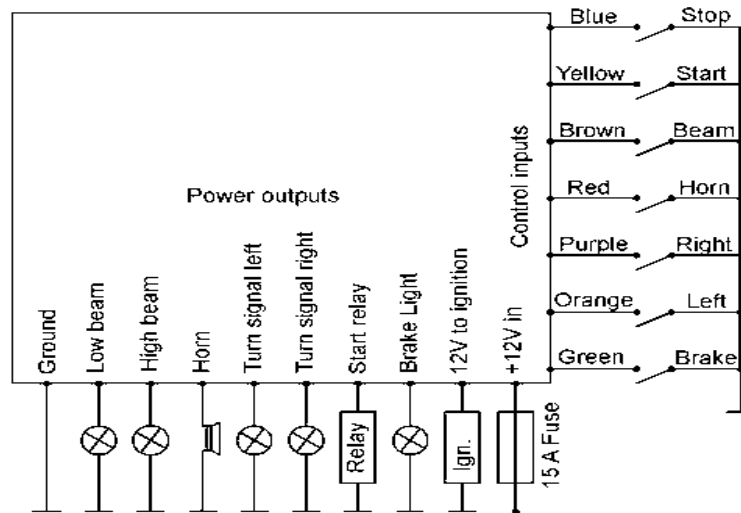 Blue Stop
Yellow Start
Brown Beam
Red Horn
Purple Right
Orange Left
Green Brake
Control inputs
Power outputs
Ground
Low beam
High beam
Horn
Turn signal left
Turn signal right
Start relay
Brake Light
12V to ignition
+12V in
Relay
Ign.
15 A Fuse